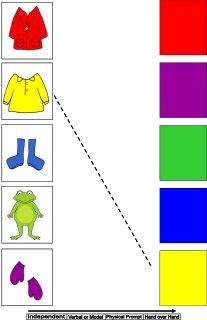 Independent Verbal or Model Physical Prompt Hand over Hand